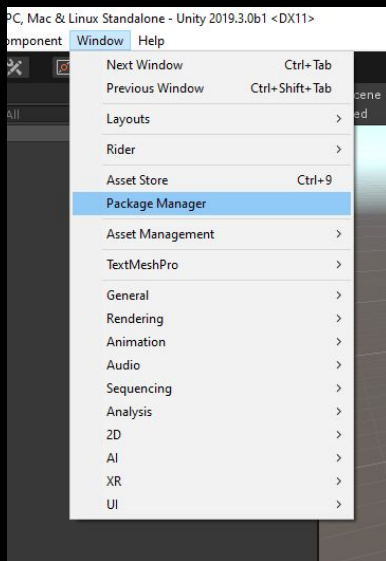 PC, Mac & Linux Standalone - Unity 2019.3.0b1 <DX11>
omponent Window Help
Next Window Ctrl+Tab
Previous Window Ctrl+Shift+Tab
cene
All
ed
Layouts >
Rider >
Asset Store Ctrl+9
Package Manager
Asset Management >
TextMeshPro >
General >
Rendering >
Animation >
Audio >
Sequencing >
Analysis >
2D >
AI >
XR >
UI >